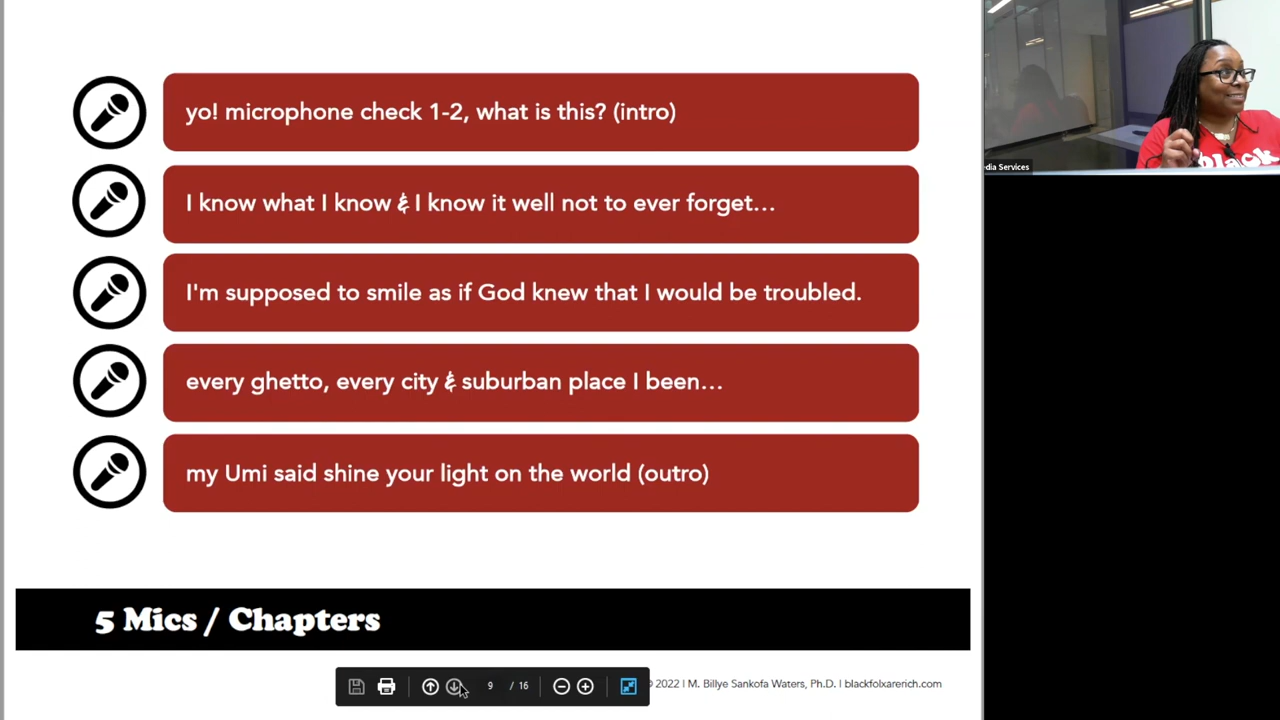 yo! microphone check 1-2, what is this? (intro)
I know what I know & I know it well not to ever forget...
I'm supposed to smile as if God knew that I would be troubled.
every ghetto, every city & suburban place I been...
my Umi said shine your light on the world (outro)
5 Mics / Chapters
9 / 16
2022 | M. Billye Sankofa Waters, Ph.D. | blackfolxarerich.com
dia Services
black